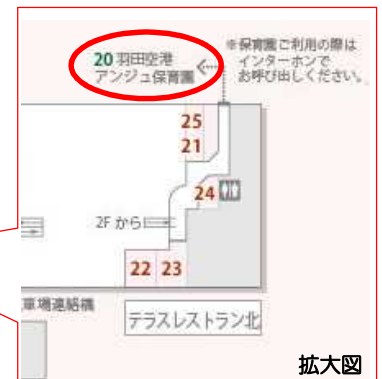 20 羽田空港
アンジュ保育園
※保育園ご利用の際は
インターホンで
お呼び出しください。
25
21
24
2Fから
22 23
車場連絡橋
テラスレストラン北
拡大図